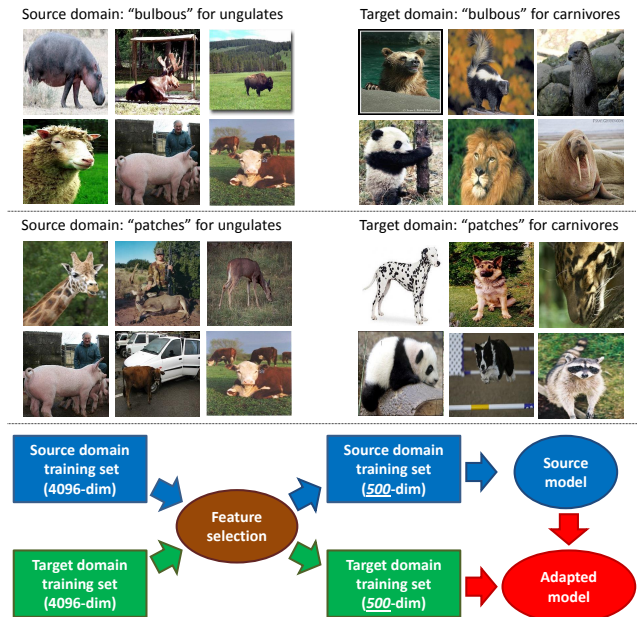 Source domain: “bulbous” for ungulates
Target domain: “bulbous” for carnivores
Source domain: “patches” for ungulates
Target domain: “patches” for carnivores
Source domain
training set
(4096-dim)
Source domain
training set
(500-dim)
Source
model
Feature
selection
Target domain
training set
(4096-dim)
Target domain
training set
(500-dim)
Adapted
model